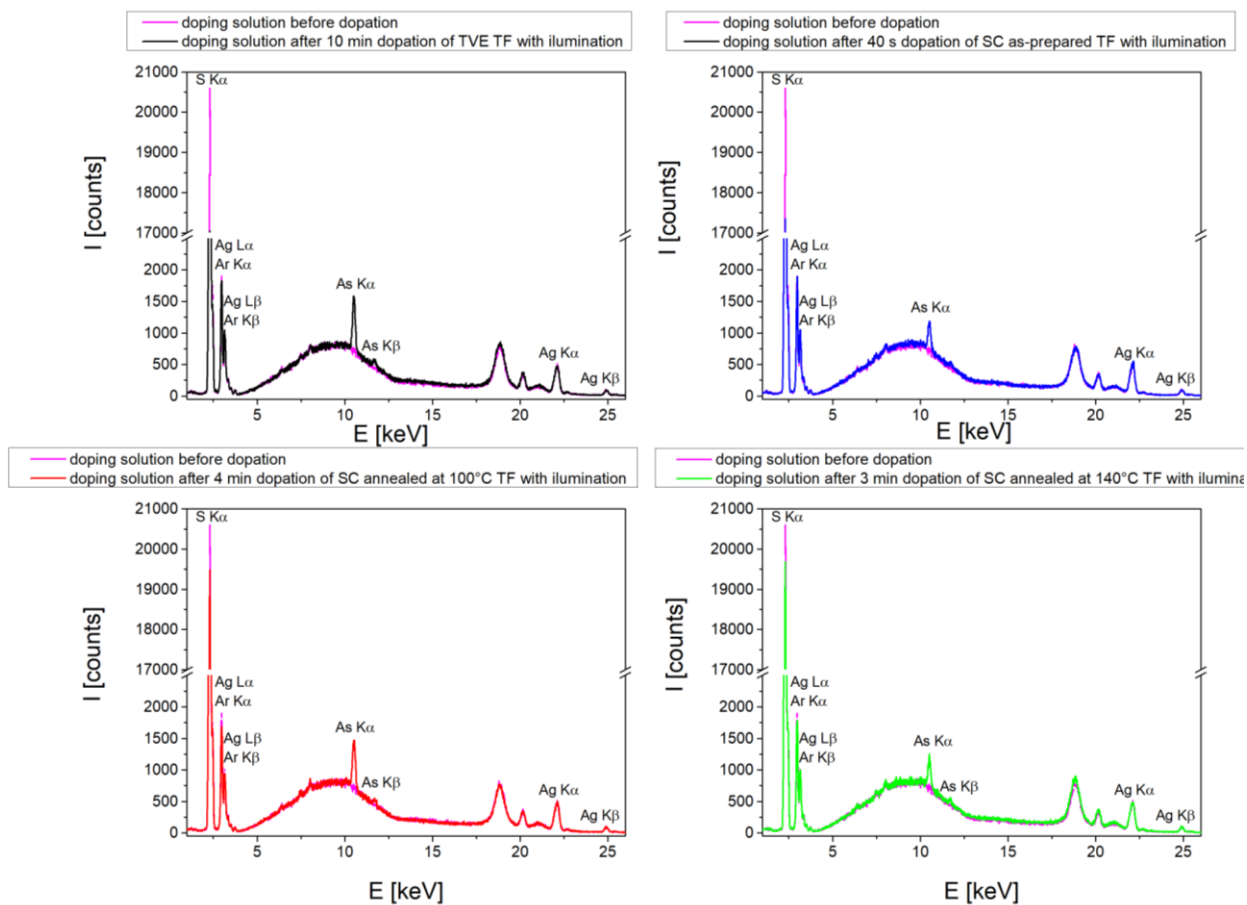 doping solution before dopation
doping solution after 10 min dopation of TVE TF with ilumination
21000
20000
19000
18000
17000
2000
1500
1000
500
0
I [counts]
S Kα
Ag Lα
Ar Kα
Ag Lβ
Ar Kβ
As Kα
As Kβ
Ag Kα
Ag Kβ
5
10
15
20
25
E [keV]
doping solution before dopation
doping solution after 40 s dopation of SC as-prepared TF with ilumination
21000
20000
19000
18000
17000
2000
1500
1000
500
0
I [counts]
S Kα
Ag Lα
Ar Kα
Ag Lβ
Ar Kβ
As Kα
Ag Kα
Ag Kβ
5
10
15
20
25
E [keV]
doping solution before dopation
doping solution after 4 min dopation of SC annealed at 100°C TF with ilumination
21000
20000
19000
18000
17000
2000
1500
1000
500
0
I [counts]
S Kα
Ag Lα
Ar Kα
Ag Lβ
Ar Kβ
As Kα
As Kβ
Ag Kα
Ag Kβ
5
10
15
20
25
E [keV]
doping solution before dopation
doping solution after 3 min dopation of SC annealed at 140°C TF with ilumina
21000
20000
19000
18000
17000
2000
1500
1000
500
0
I [counts]
S Kα
Ag Lα
Ar Kα
Ag Lβ
Ar Kβ
As Kα
As Kβ
Ag Kα
Ag Kβ
5
10
15
20
25
E [keV]